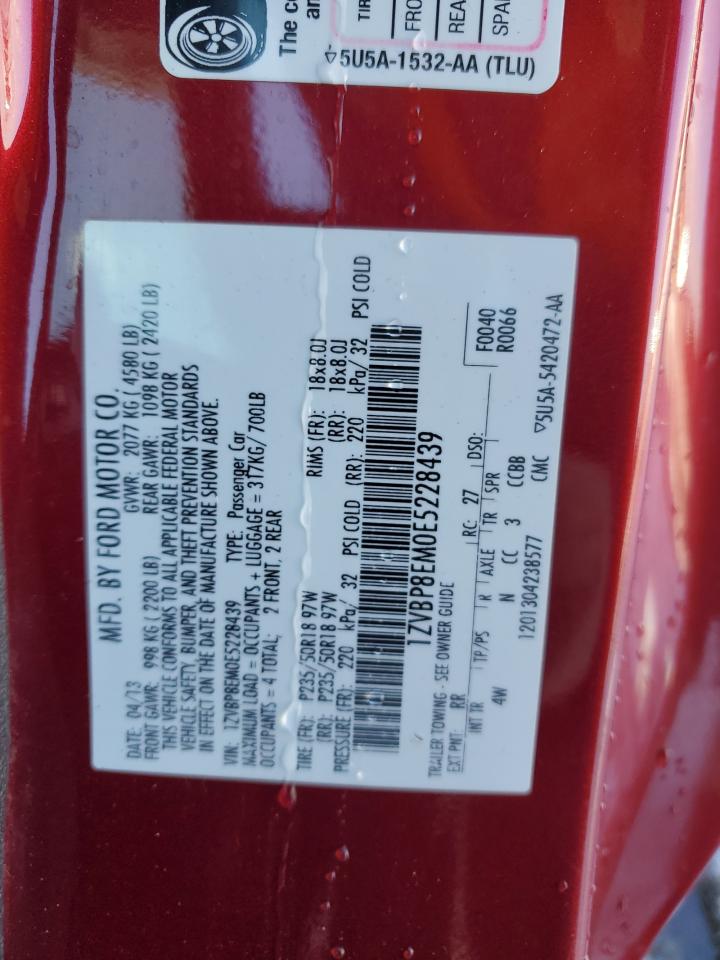 The co
an
TIR
FRO
REA
SPAR
▽5U5A-1532-AA (TLU)
MFD. BY FORD MOTOR CO.
DATE: 04/13 GVWR: 2077 KG ( 4580 LB)
FRONT GAWR: 998 KG ( 2200 LB) REAR GAWR: 1098 KG ( 2420 LB)
THIS VEHICLE CONFORMS TO ALL APPLICABLE FEDERAL MOTOR
VEHICLE SAFETY, BUMPER, AND THEFT PREVENTION STANDARDS
IN EFFECT ON THE DATE OF MANUFACTURE SHOWN ABOVE.
VIN: 1ZVBP8EM0E5228439 TYPE: Passenger Car
MAXIMUM LOAD = OCCUPANTS + LUGGAGE = 317KG/700LB
OCCUPANTS = 4 TOTAL; 2 FRONT, 2 REAR
TIRE (FR): P235/50R18 97W RIMS (FR): 18x8.0J
(RR): P235/50R18 97W (RR): 18x8.0J
PRESSURE (FR): 220 kPa/ 32 PSI COLD (RR): 220 kPa/ 32 PSI COLD
1ZVBP8EM0E5228439
TRAILER TOWING - SEE OWNER GUIDE
EXT PNT: RR RC: 27 DSO: F0040
R0066
INT TR TP/PS R AXLE TR SPR
4W N CC 3 CCBB
1201304238577 CMC ▽5U5A-5420472-AA